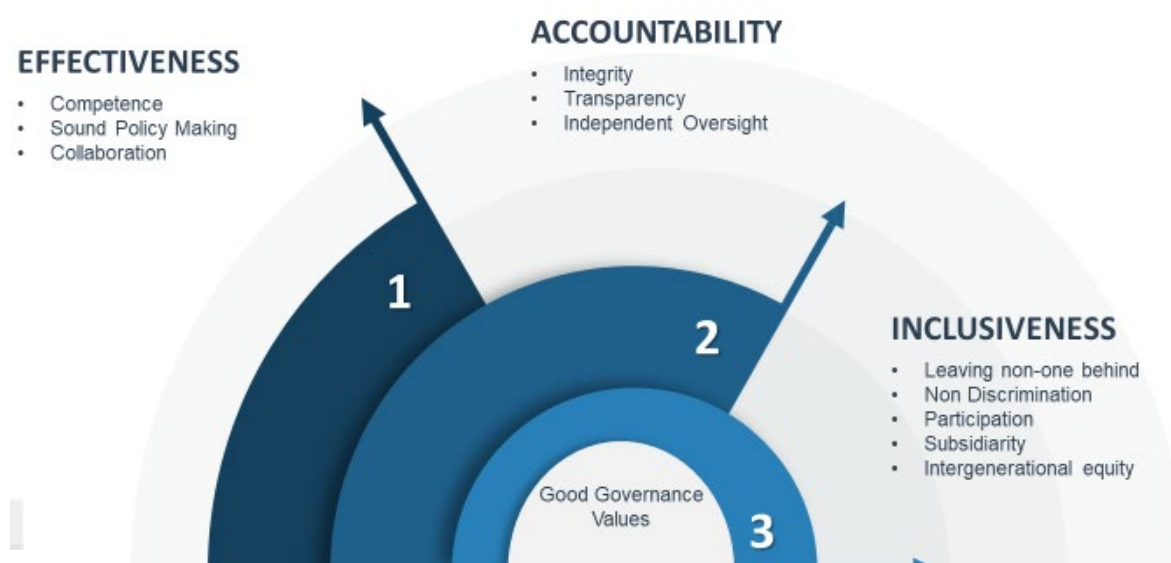 EFFECTIVENESS
• Competence
• Sound Policy Making
• Collaboration
ACCOUNTABILITY
• Integrity
• Transparency
• Independent Oversight
1
2
INCLUSIVENESS
• Leaving non-one behind
• Non Discrimination
• Participation
• Subsidiarity
• Intergenerational equity
Good Governance
Values
3